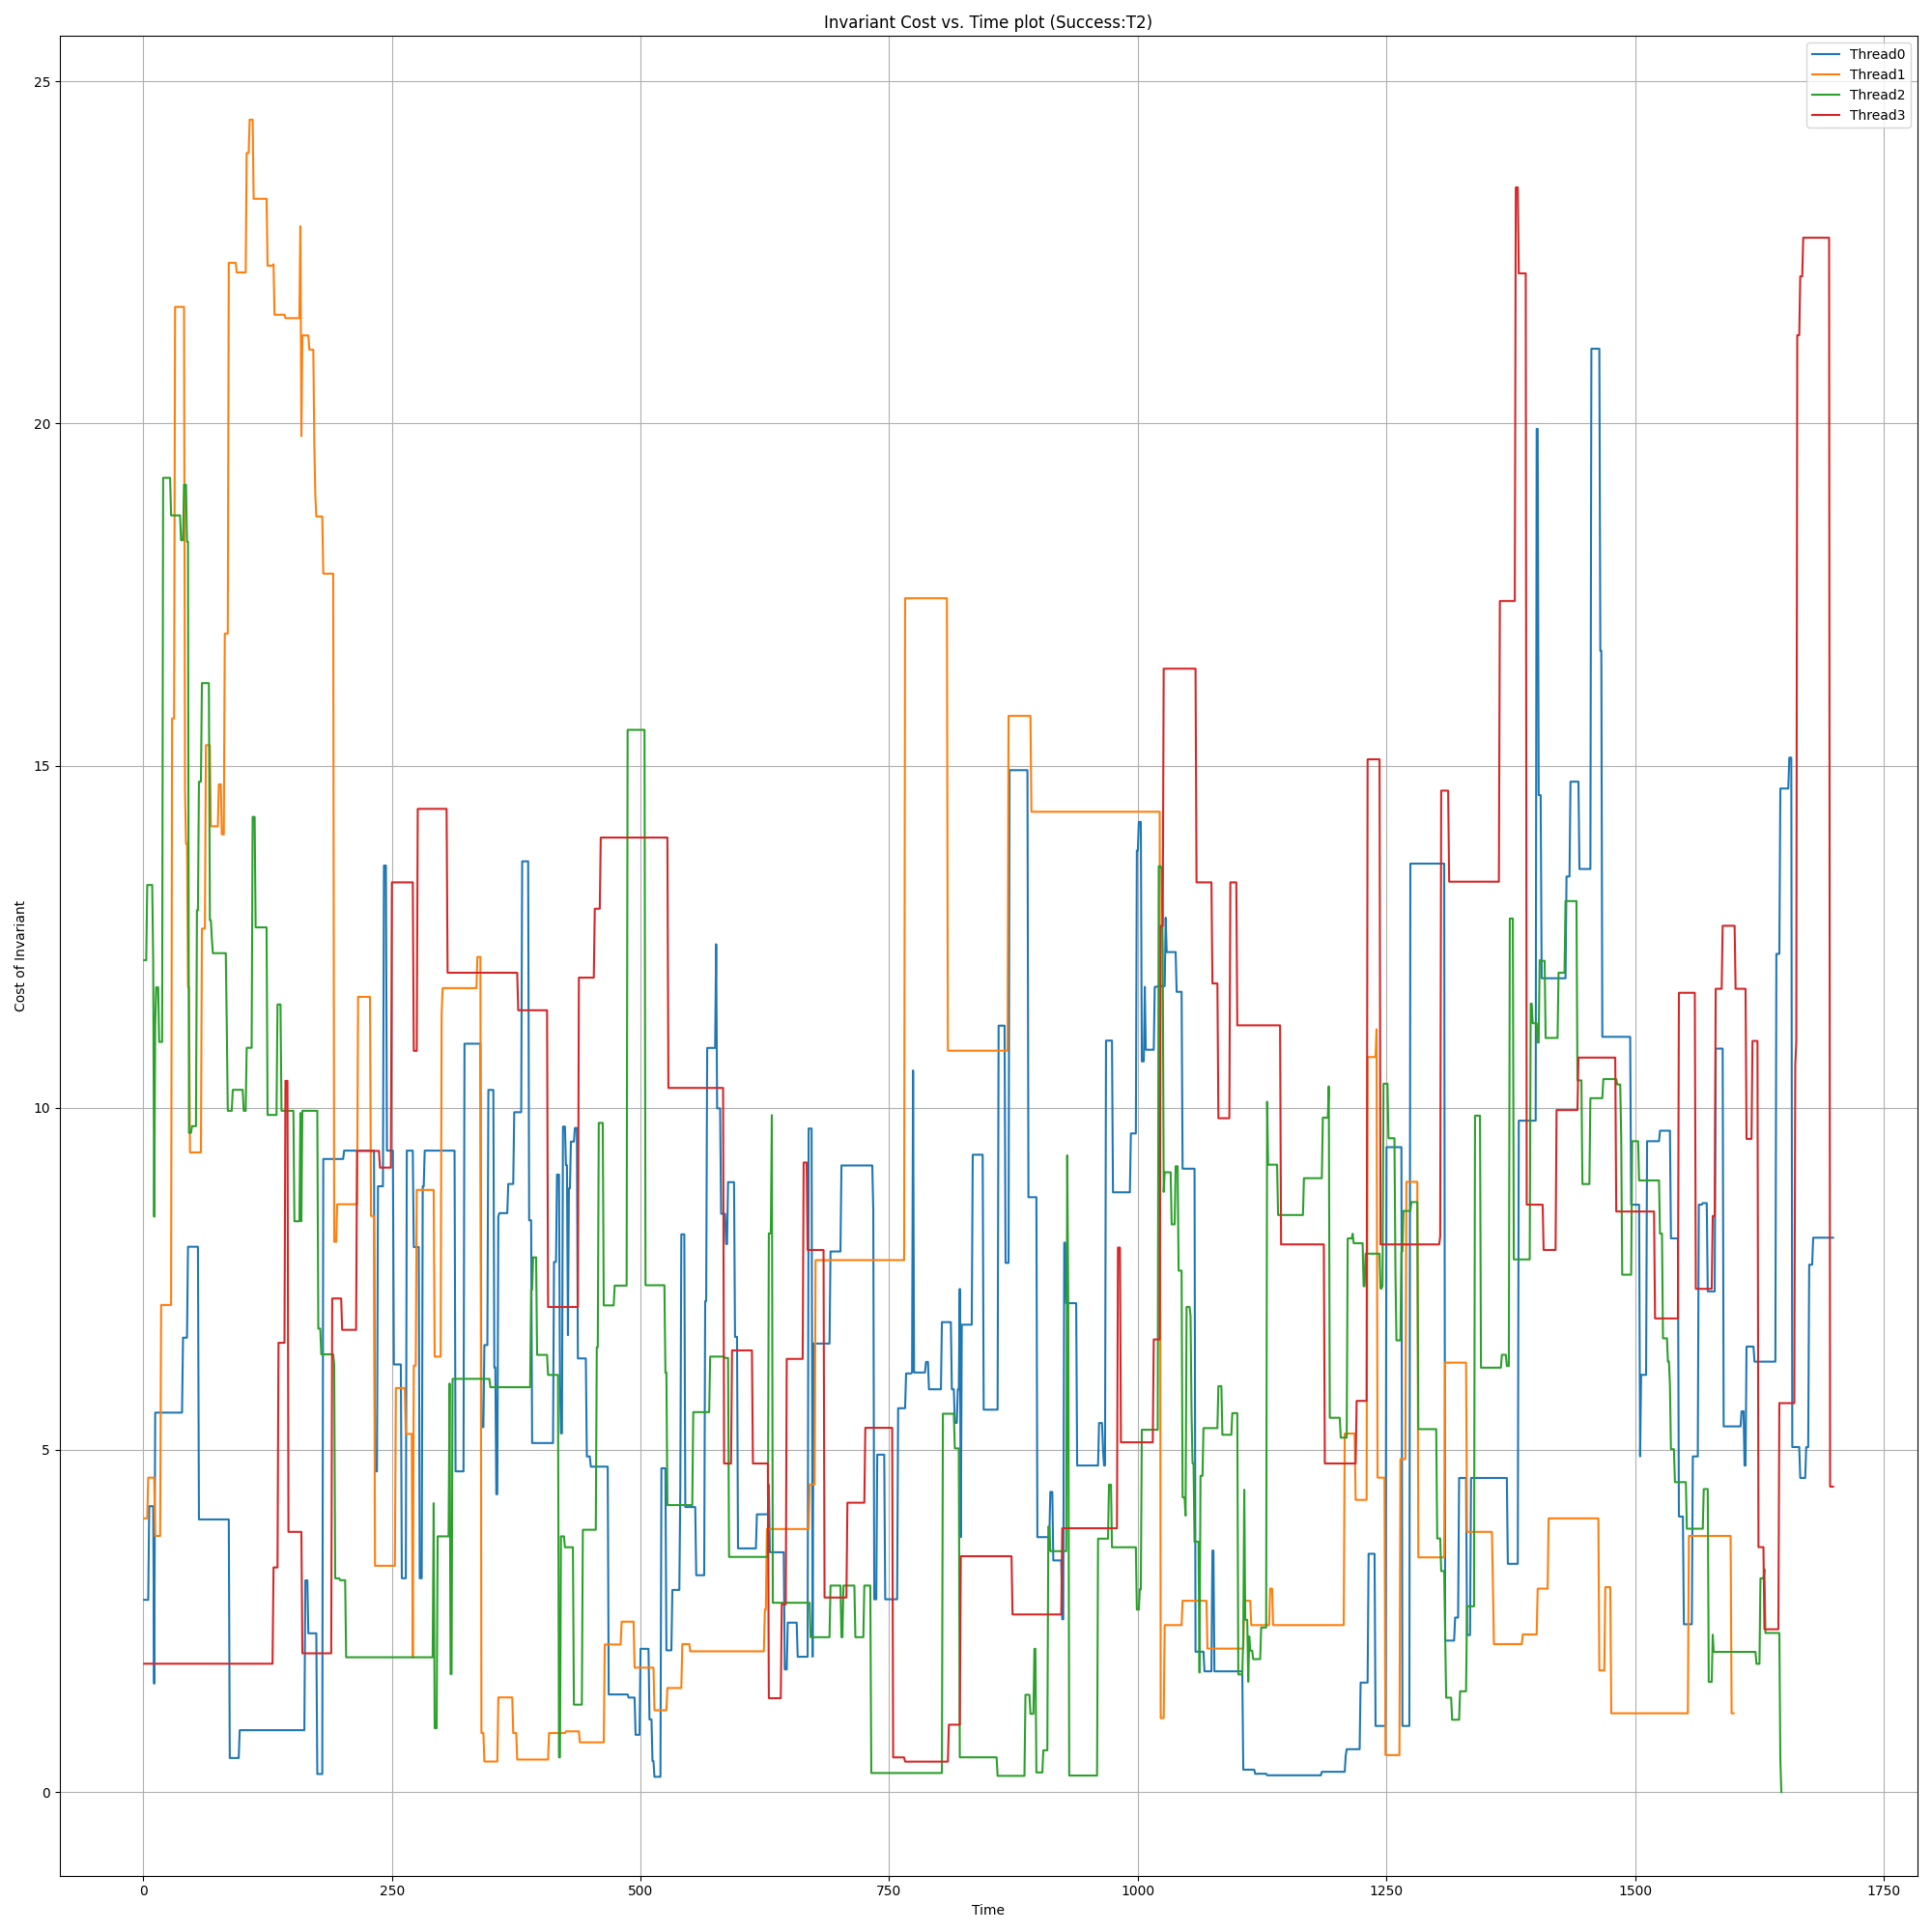 Invariant Cost vs. Time plot (Success:T2)
Thread0
Thread1
Thread2
Thread3
25
20
15
10
5
0
Cost of Invariant
0 250 500 750 1000 1250 1500 1750
Time